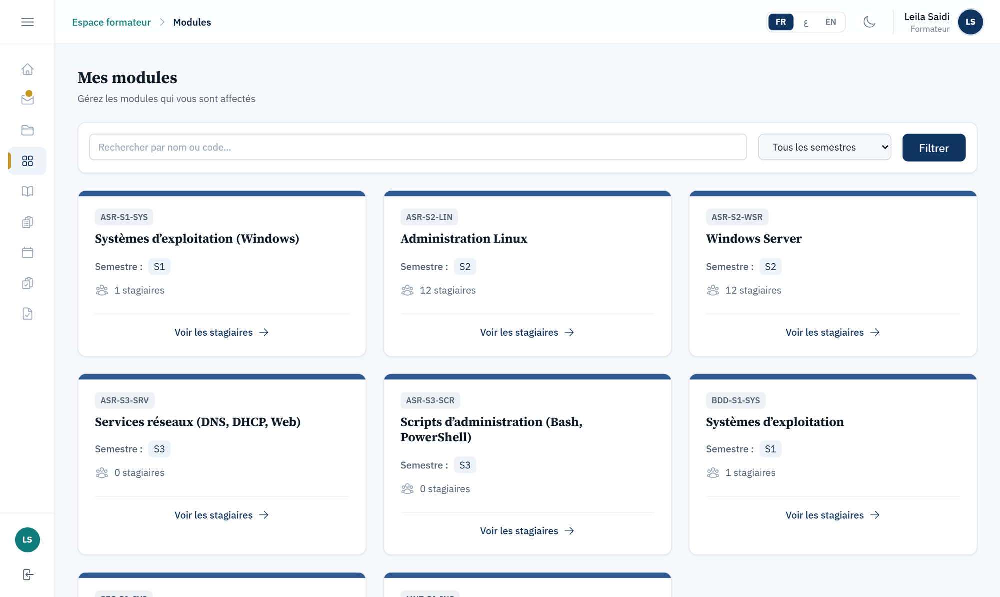 Espace formateur
Modules
FR
ع
EN
Leila Saidi
Formateur
LS
Mes modules
Gérez les modules qui vous sont affectés
Rechercher par nom ou code...
Tous les semestres
Filtrer
ASR-S1-SYS
Systèmes d’exploitation (Windows)
Semestre : S1
1 stagiaires
Voir les stagiaires
ASR-S2-LIN
Administration Linux
Semestre : S2
12 stagiaires
Voir les stagiaires
ASR-S2-WSR
Windows Server
Semestre : S2
12 stagiaires
Voir les stagiaires
ASR-S3-SRV
Services réseaux (DNS, DHCP, Web)
Semestre : S3
0 stagiaires
Voir les stagiaires
ASR-S3-SCR
Scripts d’administration (Bash,
PowerShell)
Semestre : S3
0 stagiaires
Voir les stagiaires
BDD-S1-SYS
Systèmes d’exploitation
Semestre : S1
1 stagiaires
Voir les stagiaires
LS